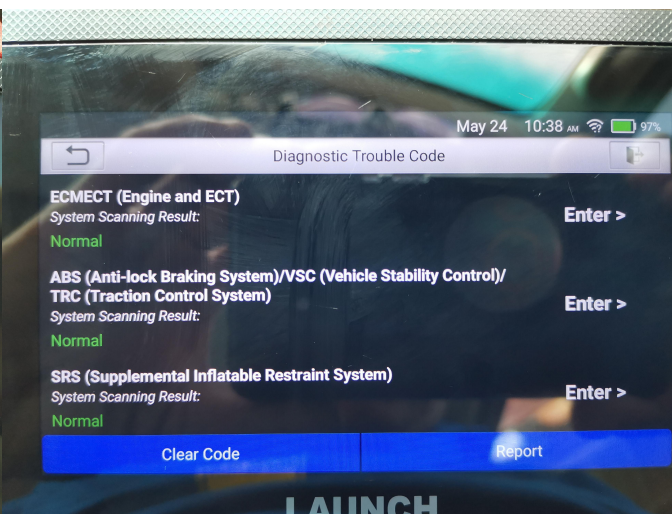 May 24 10:38 AM 97%
Diagnostic Trouble Code
ECMECT (Engine and ECT)
System Scanning Result:
Enter >
Normal
ABS (Anti-lock Braking System)/VSC (Vehicle Stability Control)/
TRC (Traction Control System)
System Scanning Result:
Enter >
Normal
SRS (Supplemental Inflatable Restraint System)
System Scanning Result:
Enter >
Normal
Clear Code
Report
LAUNCH